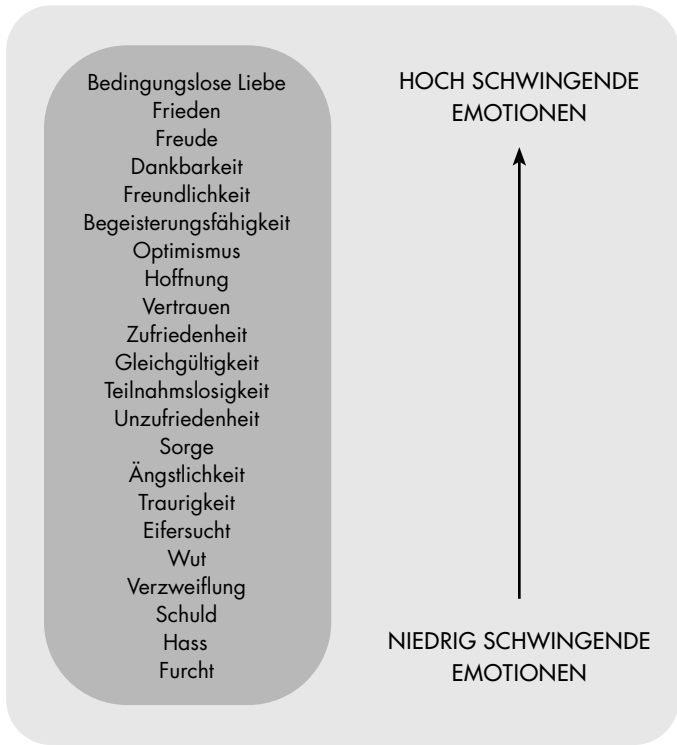 Bedingungslose Liebe
Frieden
Freude
Dankbarkeit
Freundlichkeit
Begeisterungsfähigkeit
Optimismus
Hoffnung
Vertrauen
Zufriedenheit
Gleichgültigkeit
Teilnahmslosigkeit
Unzufriedenheit
Sorge
Ängstlichkeit
Traurigkeit
Eifersucht
Wut
Verzweiflung
Schuld
Hass
Furcht
HOCH SCHWINGENDE
EMOTIONEN
NIEDRIG SCHWINGENDE
EMOTIONEN